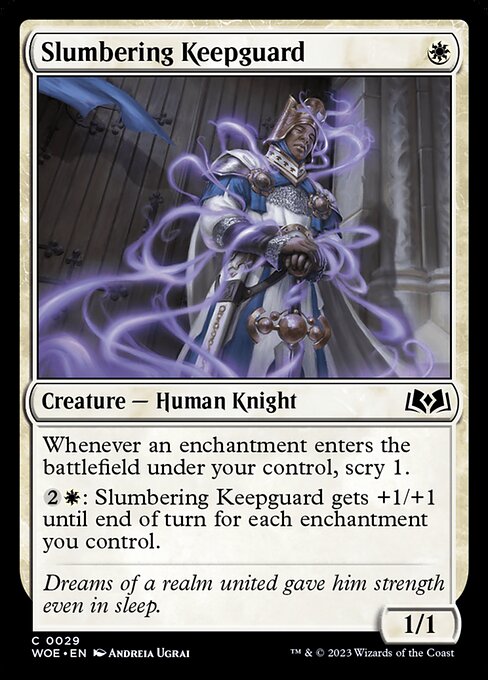 Slumbering Keepguard
Creature — Human Knight
Whenever an enchantment enters the
battlefield under your control, scry 1.
2: Slumbering Keepguard gets +1/+1
until end of turn for each enchantment
you control.
Dreams of a realm united gave him strength
even in sleep.
1/1
C 0029
WOE • EN Andreia Ugrai
™ & © 2023 Wizards of the Coast